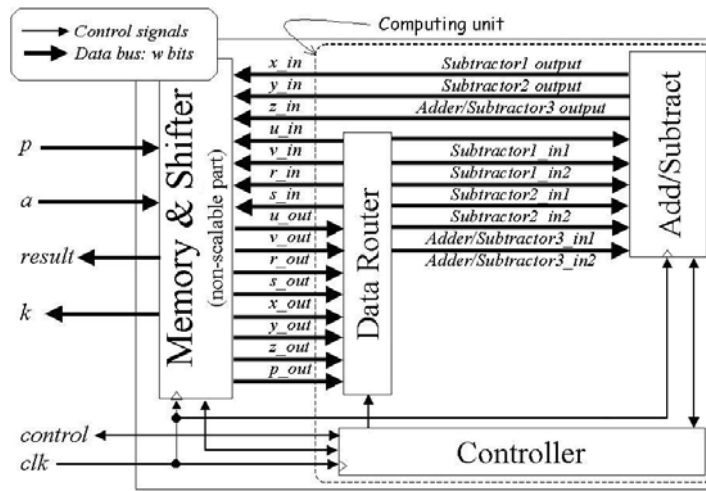 Control signals
Data bus: w bits
Computing unit
p
a
result
k
control
clk
Memory & Shifter
(non-scalable part)
x_in
y_in
z_in
u_in
v_in
r_in
s_in
u_out
v_out
r_out
s_out
x_out
y_out
z_out
p_out
Data Router
Subtractor1 output
Subtractor2 output
Adder/Subtractor3 output
Subtractor1_in1
Subtractor1_in2
Subtractor2_in1
Subtractor2_in2
Adder/Subtractor3_in1
Adder/Subtractor3_in2
Add/Subtract
Controller